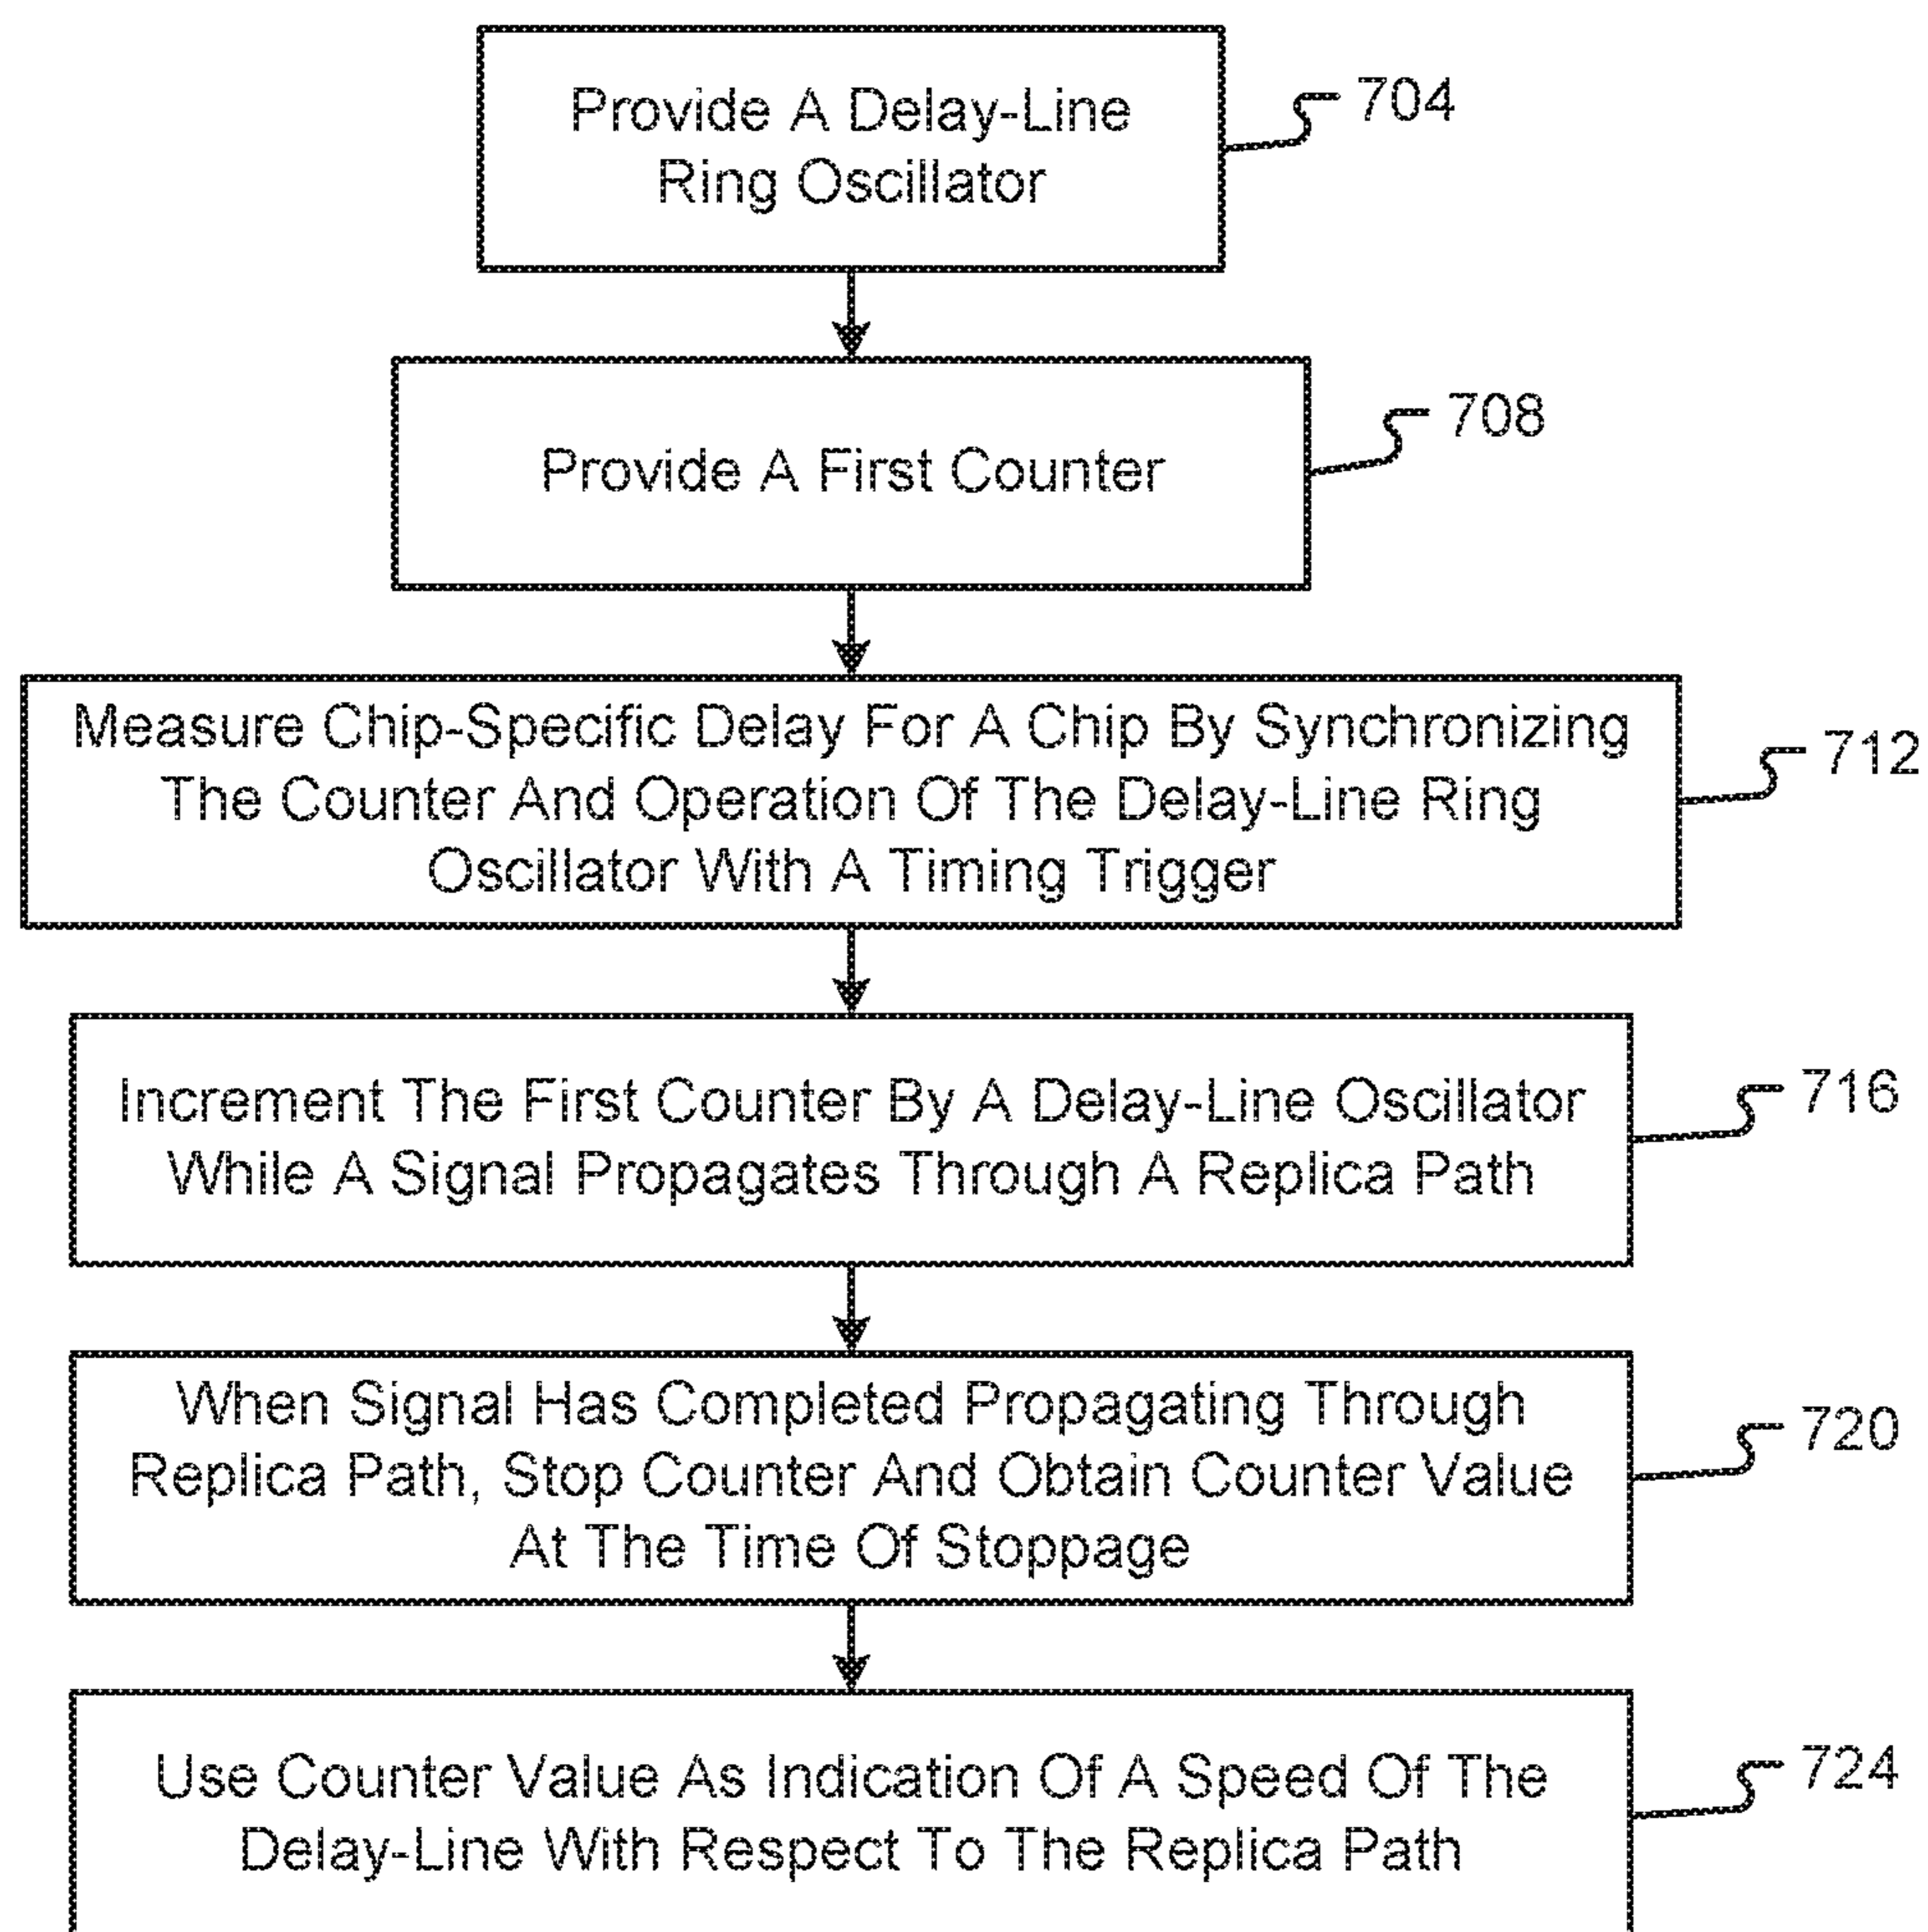 Provide A Delay-Line
Ring Oscillator
704
Provide A First Counter
708
Measure Chip-Specific Delay For A Chip By Synchronizing
The Counter And Operation Of The Delay-Line Ring
Oscillator With A Timing Trigger
712
Increment The First Counter By A Delay-Line Oscillator
While A Signal Propagates Through A Replica Path
716
When Signal Has Completed Propagating Through
Replica Path, Stop Counter And Obtain Counter Value
At The Time Of Stoppage
720
Use Counter Value As Indication Of A Speed Of The
Delay-Line With Respect To The Replica Path
724